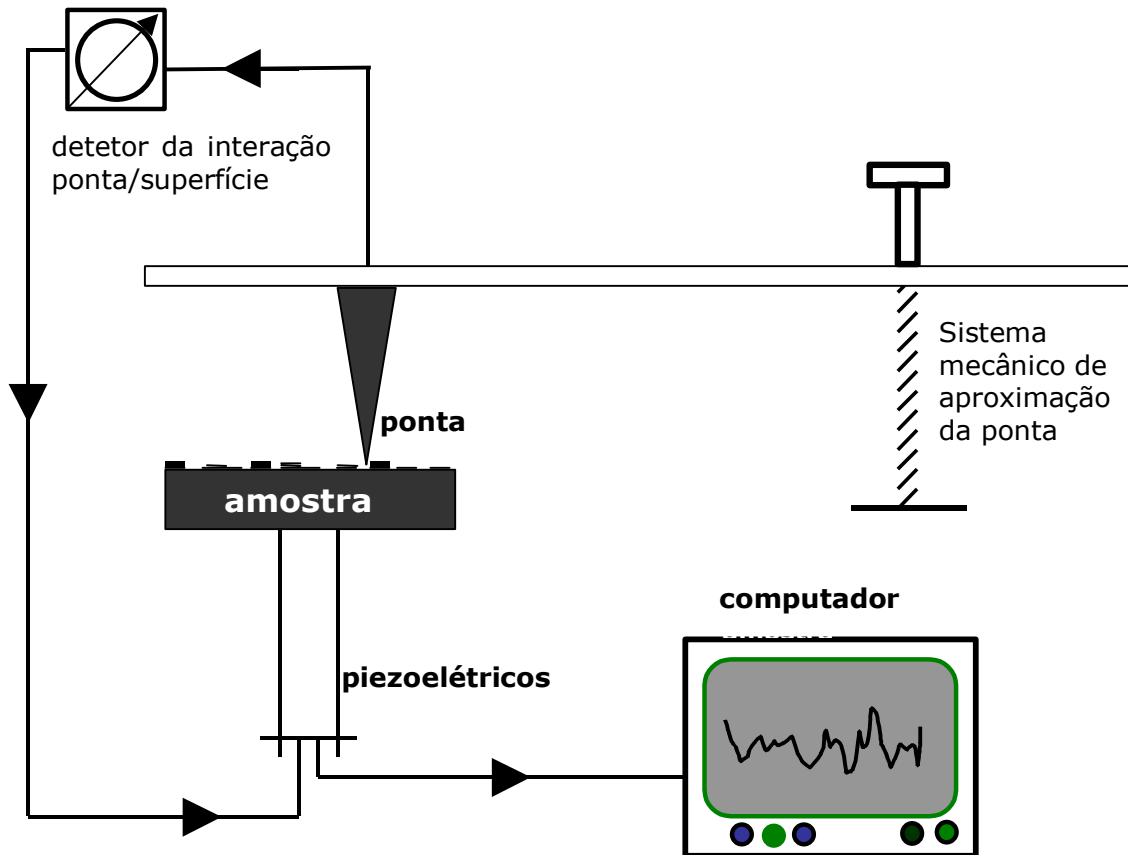 detetor da interação
ponta/superfície
Sistema
mecânico de
aproximação
da ponta
ponta
amostra
computador
piezoelétricos